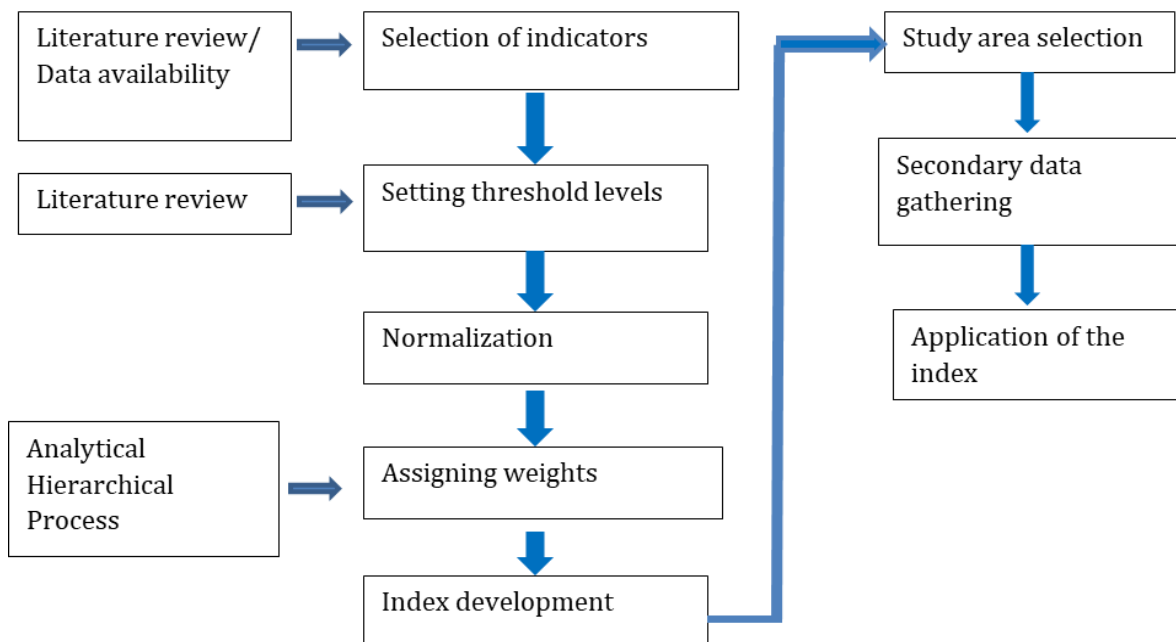 Literature review/
Data availability
Selection of indicators
Study area selection
Literature review
Setting threshold levels
Secondary data
gathering
Normalization
Application of the
index
Analytical
Hierarchical
Process
Assigning weights
Index development